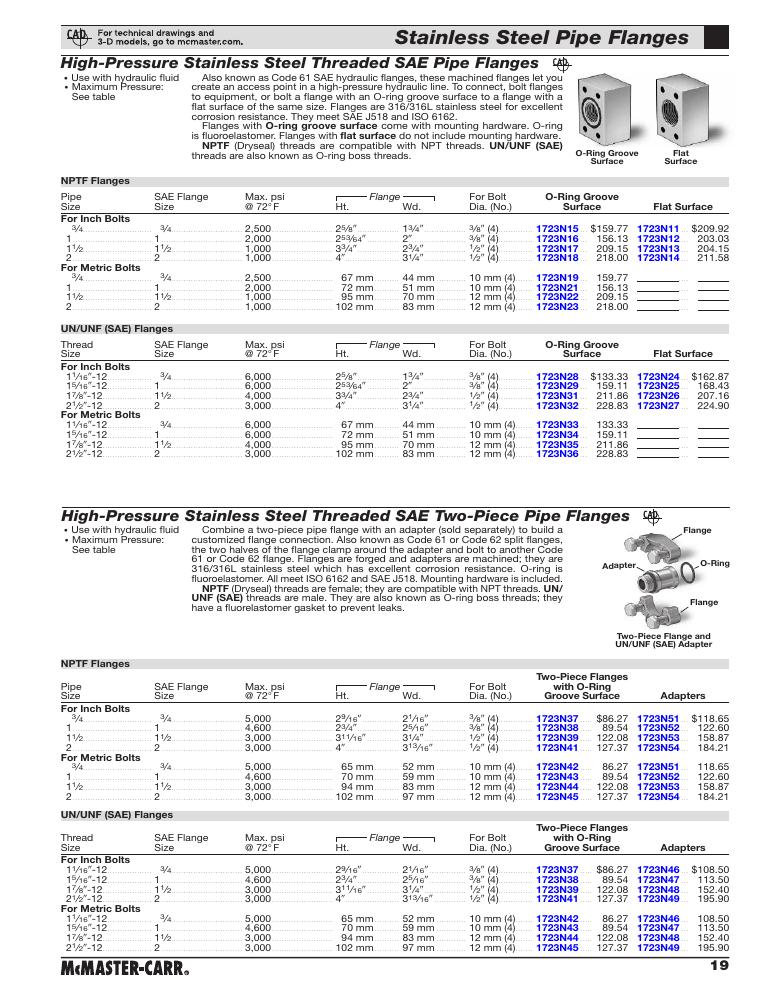 CAD For technical drawings and
3-D models, go to mcmaster.com.
Stainless Steel Pipe Flanges
High-Pressure Stainless Steel Threaded SAE Pipe Flanges CAD
• Use with hydraulic fluid
• Maximum Pressure:
See table
Also known as Code 61 SAE hydraulic flanges, these machined flanges let you
create an access point in a high-pressure hydraulic line. To connect, bolt flanges
to equipment, or bolt a flange with an O-ring groove surface to a flange with a
flat surface of the same size. Flanges are 316/316L stainless steel for excellent
corrosion resistance. They meet SAE J518 and ISO 6162.
Flanges with O-ring groove surface come with mounting hardware. O-ring
is fluoroelastomer. Flanges with flat surface do not include mounting hardware.
NPTF (Dryseal) threads are compatible with NPT threads. UN/UNF (SAE)
threads are also known as O-ring boss threads.
O-Ring Groove Flat
Surface Surface
NPTF Flanges
Pipe SAE Flange Max. psi Flange For Bolt O-Ring Groove
Size Size @ 72° F Ht. Wd. Dia. (No.) Surface Flat Surface
For Inch Bolts
3/4 3/4 2,500 2 5/8" 1 3/4" 3/8" (4) 1723N15 $159.77 1723N11 $209.92
1 1 2,000 2 53/64" 2" 3/8" (4) 1723N16 156.13 1723N12 203.03
1 1/2 1 1/2 1,000 3 3/4" 2 3/4" 1/2" (4) 1723N17 209.15 1723N13 204.15
2 2 1,000 4" 3 1/4" 1/2" (4) 1723N18 218.00 1723N14 211.58
For Metric Bolts
3/4 3/4 2,500 67 mm 44 mm 10 mm (4) 1723N19 159.77
1 1 2,000 72 mm 51 mm 10 mm (4) 1723N21 156.13
1 1/2 1 1/2 1,000 95 mm 70 mm 12 mm (4) 1723N22 209.15
2 2 1,000 102 mm 83 mm 12 mm (4) 1723N23 218.00
UN/UNF (SAE) Flanges
Thread SAE Flange Max. psi Flange For Bolt O-Ring Groove
Size Size @ 72° F Ht. Wd. Dia. (No.) Surface Flat Surface
For Inch Bolts
1 1/16"-12 3/4 6,000 2 5/8" 1 3/4" 3/8" (4) 1723N28 $133.33 1723N24 $162.87
1 5/16"-12 1 6,000 2 53/64" 2" 3/8" (4) 1723N29 159.11 1723N25 168.43
1 7/8"-12 1 1/2 4,000 3 3/4" 2 3/4" 1/2" (4) 1723N31 211.86 1723N26 207.16
2 1/2"-12 2 3,000 4" 3 1/4" 1/2" (4) 1723N32 228.83 1723N27 224.90
For Metric Bolts
1 1/16"-12 3/4 6,000 67 mm 44 mm 10 mm (4) 1723N33 133.33
1 5/16"-12 1 6,000 72 mm 51 mm 10 mm (4) 1723N34 159.11
1 7/8"-12 1 1/2 4,000 95 mm 70 mm 12 mm (4) 1723N35 211.86
2 1/2"-12 2 3,000 102 mm 83 mm 12 mm (4) 1723N36 228.83
High-Pressure Stainless Steel Threaded SAE Two-Piece Pipe Flanges CAD
• Use with hydraulic fluid
• Maximum Pressure:
See table
Combine a two-piece pipe flange with an adapter (sold separately) to build a
customized flange connection. Also known as Code 61 or Code 62 split flanges,
the two halves of the flange clamp around the adapter and bolt to another Code
61 or Code 62 flange. Flanges are forged and adapters are machined; they are
316/316L stainless steel which has excellent corrosion resistance. O-ring is
fluoroelastomer. All meet ISO 6162 and SAE J518. Mounting hardware is included.
NPTF (Dryseal) threads are female; they are compatible with NPT threads. UN/
UNF (SAE) threads are male. They are also known as O-ring boss threads; they
have a fluorelastomer gasket to prevent leaks.
Flange
Adapter O-Ring
Flange
Two-Piece Flange and
UN/UNF (SAE) Adapter
NPTF Flanges
Two-Piece Flanges
Pipe SAE Flange Max. psi Flange For Bolt with O-Ring
Size Size @ 72° F Ht. Wd. Dia. (No.) Groove Surface Adapters
For Inch Bolts
3/4 3/4 5,000 2 9/16" 2 1/16" 3/8" (4) 1723N37 $86.27 1723N51 $118.65
1 1 4,600 2 3/4" 2 5/16" 3/8" (4) 1723N38 89.54 1723N52 122.60
1 1/2 1 1/2 3,000 3 11/16" 3 1/4" 1/2" (4) 1723N39 122.08 1723N53 158.87
2 2 3,000 4" 3 13/16" 1/2" (4) 1723N41 127.37 1723N54 184.21
For Metric Bolts
3/4 3/4 5,000 65 mm 52 mm 10 mm (4) 1723N42 86.27 1723N51 118.65
1 1 4,600 70 mm 59 mm 10 mm (4) 1723N43 89.54 1723N52 122.60
1 1/2 1 1/2 3,000 94 mm 83 mm 12 mm (4) 1723N44 122.08 1723N53 158.87
2 2 3,000 102 mm 97 mm 12 mm (4) 1723N45 127.37 1723N54 184.21
UN/UNF (SAE) Flanges
Two-Piece Flanges
Thread SAE Flange Max. psi Flange For Bolt with O-Ring
Size Size @ 72° F Ht. Wd. Dia. (No.) Groove Surface Adapters
For Inch Bolts
1 1/16"-12 3/4 5,000 2 9/16" 2 1/16" 3/8" (4) 1723N37 $86.27 1723N46 $108.50
1 5/16"-12 1 4,600 2 3/4" 2 5/16" 3/8" (4) 1723N38 89.54 1723N47 113.50
1 7/8"-12 1 1/2 3,000 3 11/16" 3 1/4" 1/2" (4) 1723N39 122.08 1723N48 152.40
2 1/2"-12 2 3,000 4" 3 13/16" 1/2" (4) 1723N41 127.37 1723N49 195.90
For Metric Bolts
1 1/16"-12 3/4 5,000 65 mm 52 mm 10 mm (4) 1723N42 86.27 1723N46 108.50
1 5/16"-12 1 4,600 70 mm 59 mm 10 mm (4) 1723N43 89.54 1723N47 113.50
1 7/8"-12 1 1/2 3,000 94 mm 83 mm 12 mm (4) 1723N44 122.08 1723N48 152.40
2 1/2"-12 2 3,000 102 mm 97 mm 12 mm (4) 1723N45 127.37 1723N49 195.90
McMASTER-CARR® 19